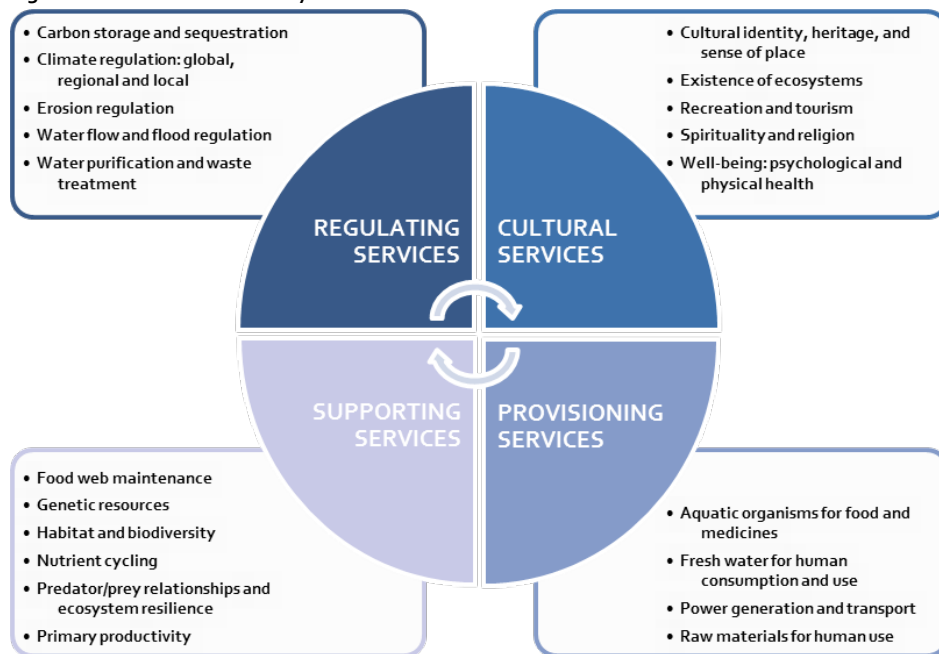 • Carbon storage and sequestration
• Climate regulation: global,
regional and local
• Erosion regulation
• Water flow and flood regulation
• Water purification and waste
treatment
• Cultural identity, heritage, and
sense of place
• Existence of ecosystems
• Recreation and tourism
• Spirituality and religion
• Well-being: psychological and
physical health
REGULATING
SERVICES
CULTURAL
SERVICES
SUPPORTING
SERVICES
PROVISIONING
SERVICES
• Food web maintenance
• Genetic resources
• Habitat and biodiversity
• Nutrient cycling
• Predator/prey relationships and
ecosystem resilience
• Primary productivity
• Aquatic organisms for food and
medicines
• Fresh water for human
consumption and use
• Power generation and transport
• Raw materials for human use